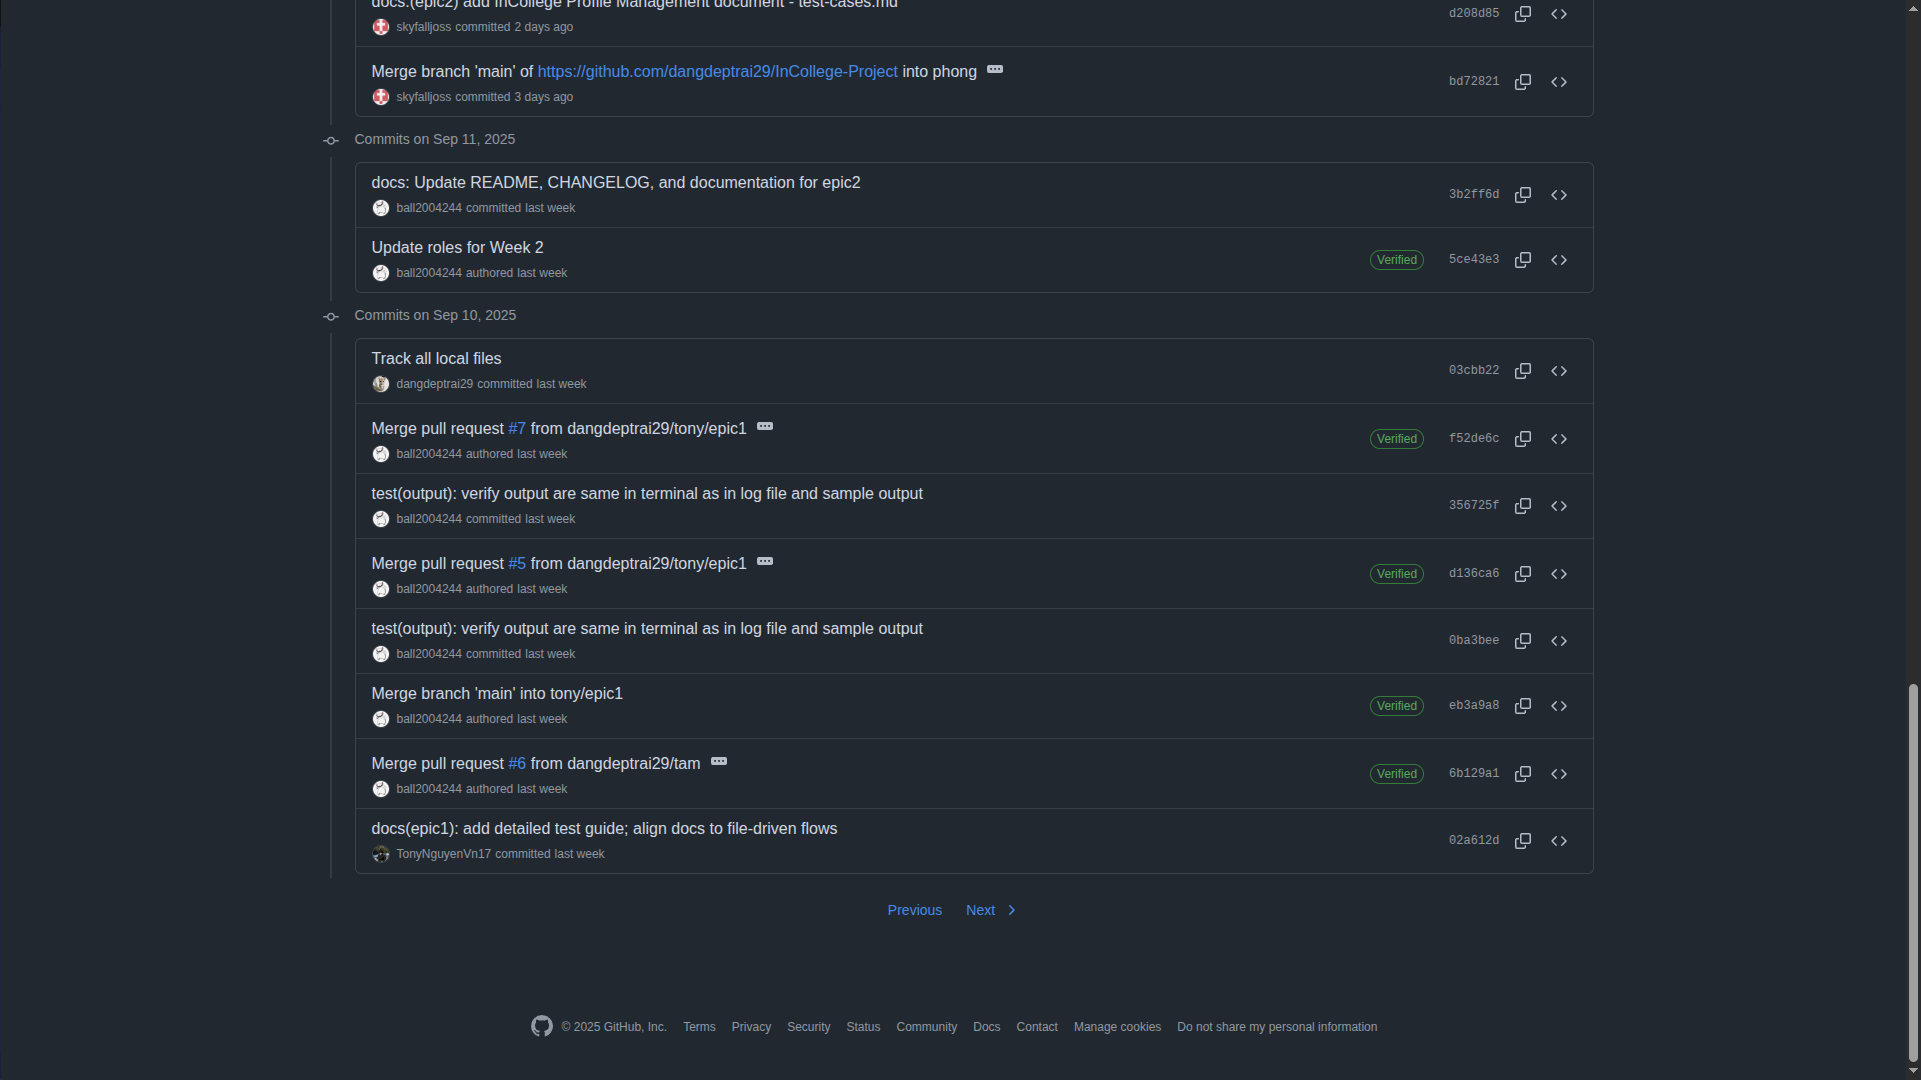 docs:(epic2) add InCollege Profile Management document - test-cases.md
d208d85
skyfalljoss committed 2 days ago
Merge branch 'main' of https://github.com/dangdeptrai29/InCollege-Project into phong
bd72821
skyfalljoss committed 3 days ago
Commits on Sep 11, 2025
docs: Update README, CHANGELOG, and documentation for epic2
3b2ff6d
ball2004244 committed last week
Update roles for Week 2
Verified 5ce43e3
ball2004244 authored last week
Commits on Sep 10, 2025
Track all local files
03cbb22
dangdeptrai29 committed last week
Merge pull request #7 from dangdeptrai29/tony/epic1
Verified f52de6c
ball2004244 authored last week
test(output): verify output are same in terminal as in log file and sample output
356725f
ball2004244 committed last week
Merge pull request #5 from dangdeptrai29/tony/epic1
Verified d136ca6
ball2004244 authored last week
test(output): verify output are same in terminal as in log file and sample output
0ba3bee
ball2004244 committed last week
Merge branch 'main' into tony/epic1
Verified eb3a9a8
ball2004244 authored last week
Merge pull request #6 from dangdeptrai29/tam
Verified 6b129a1
ball2004244 authored last week
docs(epic1): add detailed test guide; align docs to file-driven flows
02a612d
TonyNguyenVn17 committed last week
Previous Next
© 2025 GitHub, Inc. Terms Privacy Security Status Community Docs Contact Manage cookies Do not share my personal information